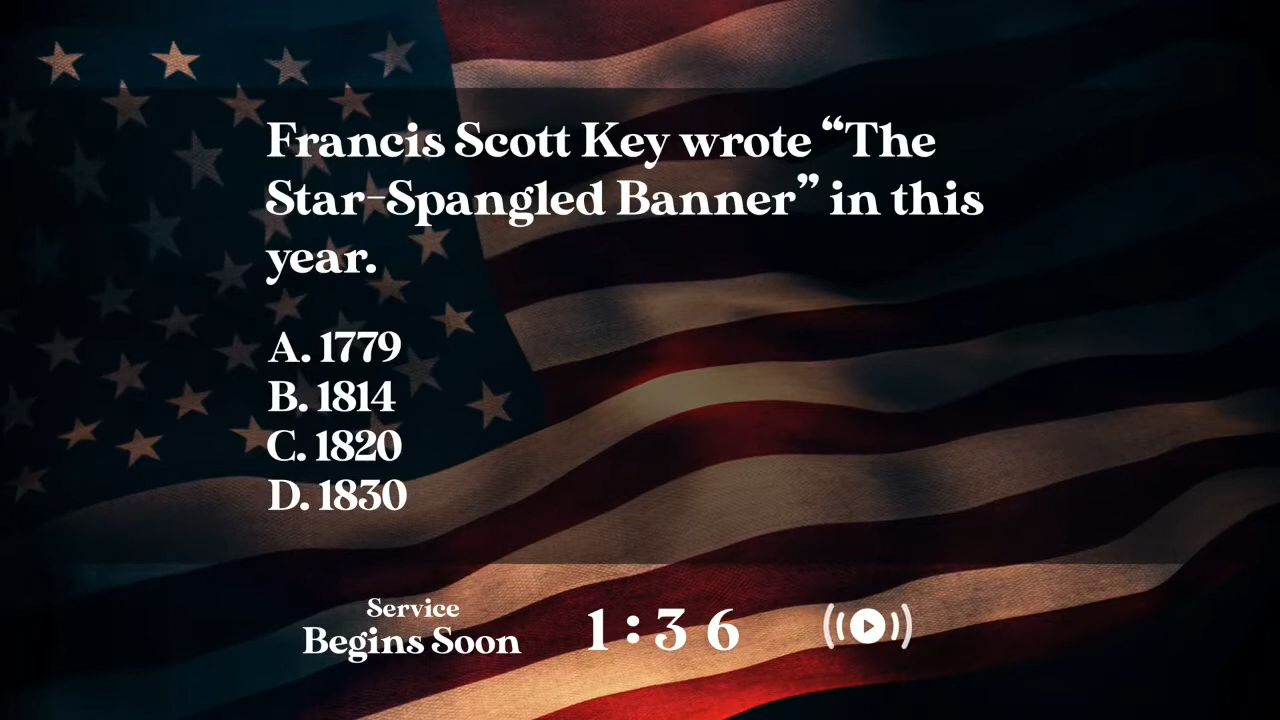 Francis Scott Key wrote “The
Star-Spangled Banner” in this
year.
A. 1779
B. 1814
C. 1820
D. 1830
Service
Begins Soon
1:36